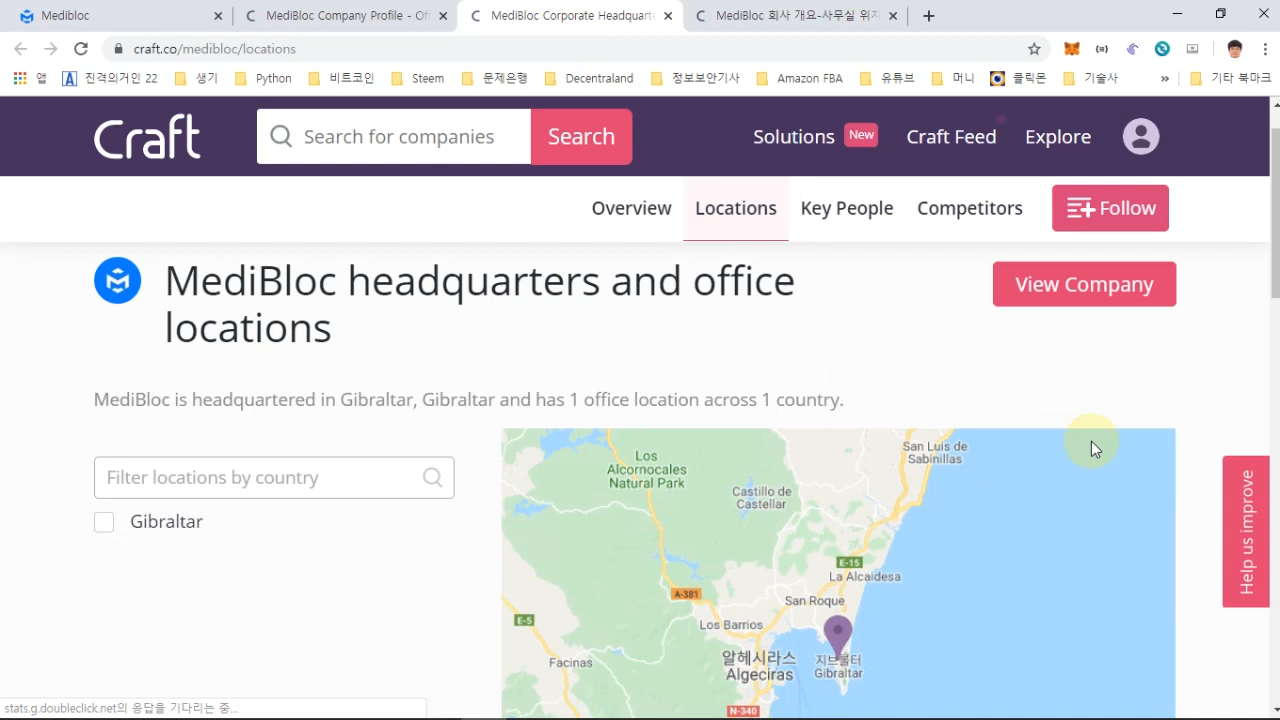 Medibloc
MediBloc Company Profile - Of
MediBloc Corporate Headquarte
MediBloc 회사 개요-사무실 위치
craft.co/medibloc/locations
앱
진격의거인 22
생기
Python
비트코인
Steem
문제은행
Decentraland
정보보안기사
Amazon FBA
유튜브
머니
클릭몬
기술사
»
기타 북마크
Craft
Search for companies
Search
Solutions
New
Craft Feed
Explore
Overview
Locations
Key People
Competitors
Follow
MediBloc headquarters and office
locations
View Company
MediBloc is headquartered in Gibraltar, Gibraltar and has 1 office location across 1 country.
Filter locations by country
Gibraltar
San Luis de
Sabinillas
Los
Alcornocales
Natural Park
Castillo de
Castellar
E-15
La Alcaidesa
A-381
San Roque
E-5
Los Barrios
Facinas
알헤시라스
Algeciras
지브롤터
Gibraltar
N-340
Help us improve
stats.g.doubleclick.net의 응답을 기다리는 중...